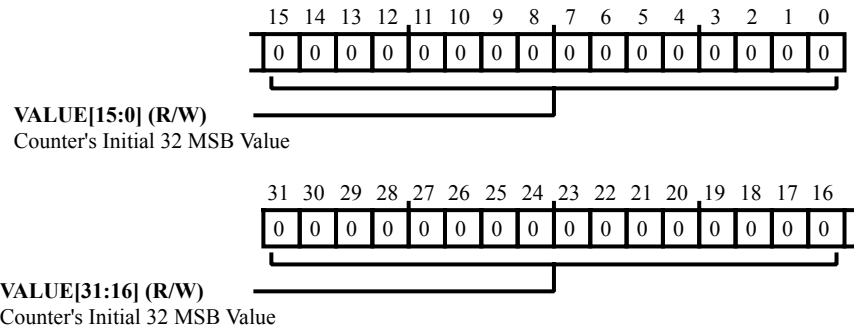 15 14 13 12 11 10 9 8 7 6 5 4 3 2 1 0
0 0 0 0 0 0 0 0 0 0 0 0 0 0 0 0
VALUE[15:0] (R/W)
Counter's Initial 32 MSB Value
31 30 29 28 27 26 25 24 23 22 21 20 19 18 17 16
0 0 0 0 0 0 0 0 0 0 0 0 0 0 0 0
VALUE[31:16] (R/W)
Counter's Initial 32 MSB Value